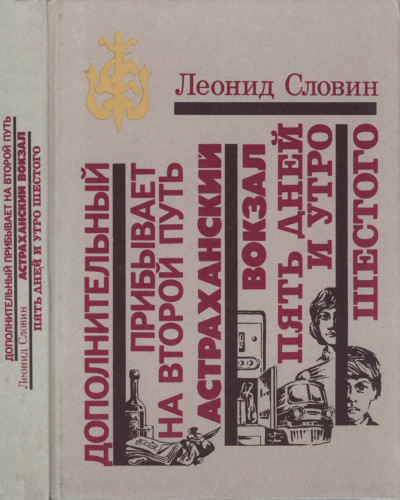 ДОПОЛНИТЕЛЬНЫЙ ПРИБЫВАЕТ НА ВТОРОЙ ПУТЬ
Леонид Словин АСТРАХАНСКИЙ ВОКЗАЛ
ПЯТЬ ДНЕЙ И УТРО ШЕСТОГО
Леонид Словин
ДОПОЛНИТЕЛЬНЫЙ
ПРИБЫВАЕТ
НА ВТОРОЙ ПУТЬ
АСТРАХАНСКИЙ
ВОКЗАЛ
ПЯТЬ ДНЕЙ
И УТРО
ШЕСТОГО